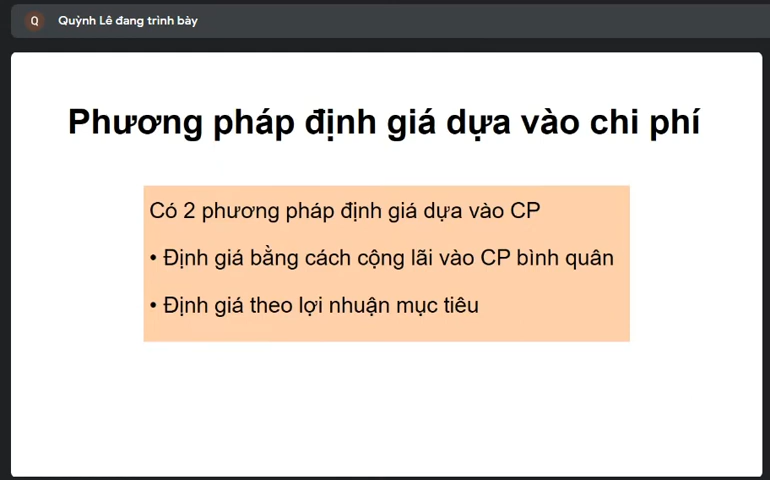 Q
Quỳnh Lê đang trình bày
Phương pháp định giá dựa vào chi phí
Có 2 phương pháp định giá dựa vào CP
• Định giá bằng cách cộng lãi vào CP bình quân
• Định giá theo lợi nhuận mục tiêu